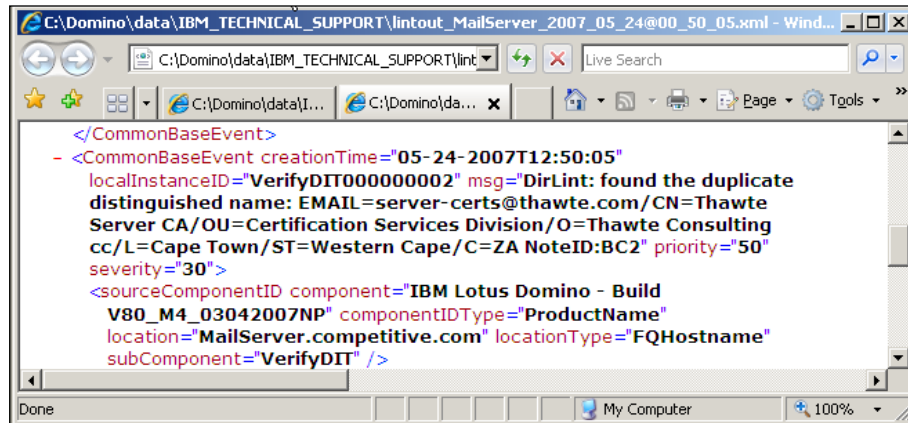 C:\Domino\data\IBM_TECHNICAL_SUPPORT\lintout_MailServer_2007_05_24@00_50_05.xml - Wind...
C:\Domino\data\IBM_TECHNICAL_SUPPORT\lint
Live Search
C:\Domino\data\I...
C:\Domino\da...
Page
Tools
»
</CommonBaseEvent>
- <CommonBaseEvent creationTime="05-24-2007T12:50:05"
localInstanceID="VerifyDIT000000002" msg="DirLint: found the duplicate
distinguished name: EMAIL=server-certs@thawte.com/CN=Thawte
Server CA/OU=Certification Services Division/O=Thawte Consulting
cc/L=Cape Town/ST=Western Cape/C=ZA NoteID:BC2" priority="50"
severity="30">
<sourceComponentID component="IBM Lotus Domino - Build
V80_M4_03042007NP" componentIDType="ProductName"
location="MailServer.competitive.com" locationType="FQHostname"
subComponent="VerifyDIT" />
Done
My Computer
100%